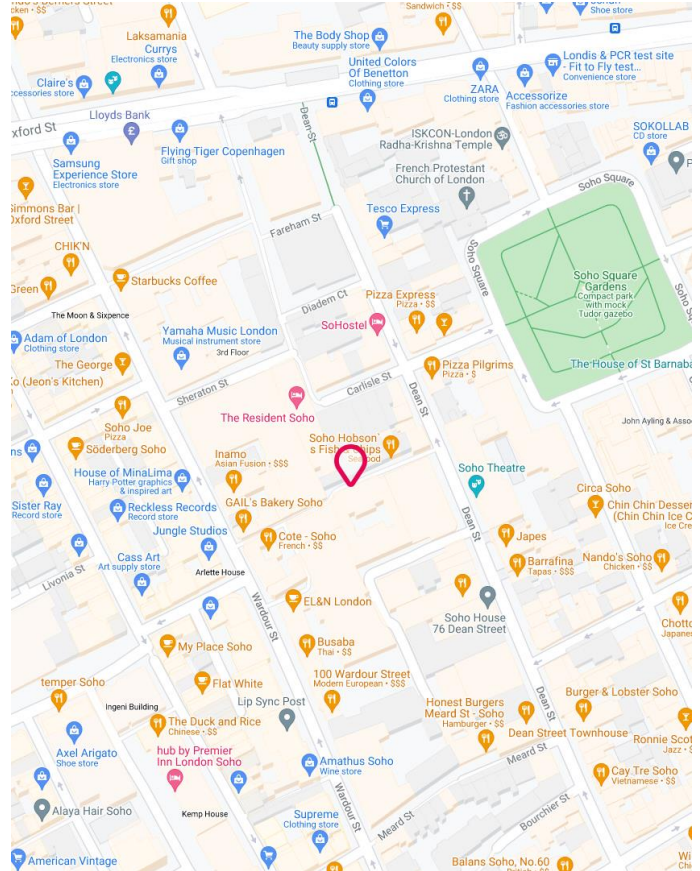 Laksamania
Currys
Electronics store
The Body Shop
Beauty supply store
Sandwich • $$
Shoe store
Claire's
United Colors
Of Benetton
Clothing store
ZARA
Clothing store
Londis & PCR test site
- Fit to Fly test...
Convenience store
Accessorize
Fashion accessories store
Lloyds Bank
xford St
Dean St
Flying Tiger Copenhagen
Gift shop
ISKCON-London
Radha-Krishna Temple
SOKOLLAB
CD store
Samsung
Experience Store
Electronics store
French Protestant
Church of London
Soho Square
Simmons Bar |
Oxford Street
Tesco Express
Fareham St
CHIK'N
Soho Square
Green
Starbucks Coffee
Soho Square
Gardens
Compact park
with mock
Tudor gazebo
Diadem Ct
Pizza Express
Pizza • $$
The Moon & Sixpence
SoHostel
Adam of London
Clothing store
Yamaha Music London
Musical instrument store
3rd Floor
The George
Pizza Pilgrims
Pizza • $
The House of St Barnaba
Ko (Jeon's Kitchen)
Sheraton St
Carlisle St
Dean St
The Resident Soho
Soho Joe
Pizza
John Ayling & Asso
Söderberg Soho
Soho Hobson'
s Fish
Inamo
Asian Fusion • $$$
Soho Theatre
House of MinaLima
Harry Potter graphics
& inspired art
Circa Soho
Sister Ray
Record store
Reckless Records
Record store
GAIL's Bakery Soho
Chin Chin Desser
(Chin Chin Ice C
Ice Cre
Jungle Studios
Cote - Soho
French • $$
Dean St
Japes
Cass Art
Art supply store
Barrafina
Tapas • $$$
Nando's Soho
Chicken • $$
Livonia St
Arlette House
EL&N London
Soho House
76 Dean Street
Wardour St
Chotto
Japanes
My Place Soho
Busaba
Thai • $$
temper Soho
Flat White
100 Wardour Street
Modern European • $$$
Ingeni Building
Lip Sync Post
Honest Burgers
Meard St - Soho
Hamburger • $$
Dean St
Burger & Lobster Soho
The Duck and Rice
Chinese • $$
Dean Street Townhouse
Ronnie Scot
Jazz • $
Axel Arigato
Shoe store
hub by Premier
Inn London Soho
Amathus Soho
Wine store
Meard St
Cay Tre Soho
Vietnamese • $$
Alaya Hair Soho
Kemp House
Wardour St
Supreme
Clothing store
Meard St
Bourchier St
American Vintage
Balans Soho, No.60